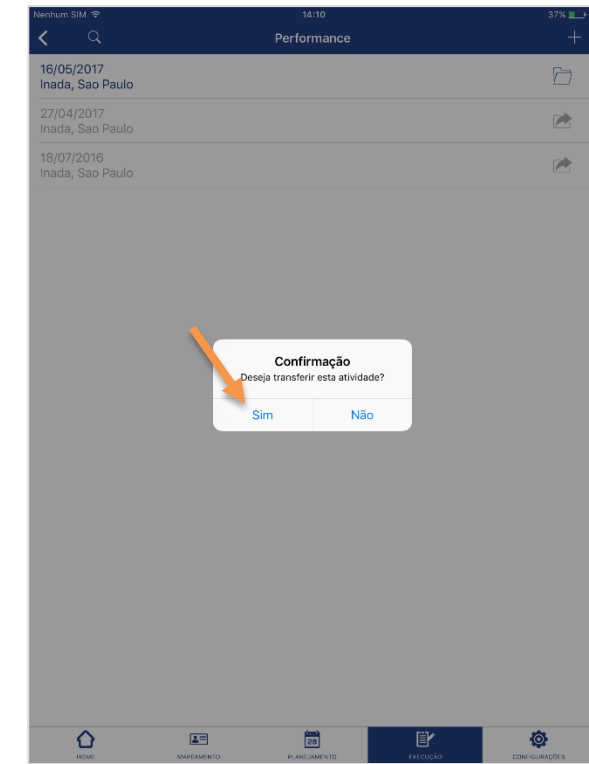 Nenhum SIM 14:10 37%
Performance
16/05/2017
Inada, Sao Paulo
27/04/2017
Inada, Sao Paulo
18/07/2016
Inada, Sao Paulo
Confirmação
Deseja transferir esta atividade?
Sim Não
28
HOME MAPEAMENTO PLANEJAMENTO EXECUÇÃO CONFIGURAÇÕES